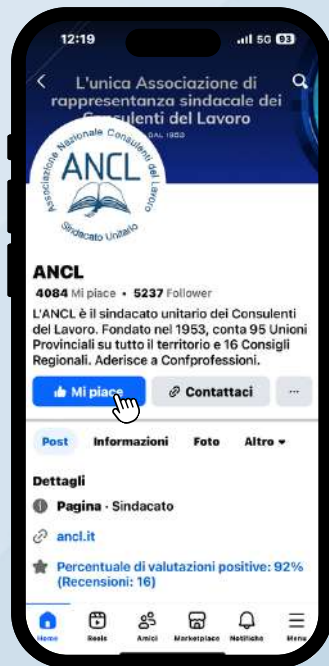 12:19
5G 93
L'unica Associazione di
rappresentanza sindacale dei
Consulenti del Lavoro
DAL 1953
Associazione Nazionale Consulenti del Lavoro
ANCL
Sindacato Unitario
ANCL
4084 Mi piace • 5237 Follower
L'ANCL è il sindacato unitario dei Consulenti
del Lavoro. Fondato nel 1953, conta 95 Unioni
Provinciali su tutto il territorio e 16 Consigli
Regionali. Aderisce a Confprofessioni.
Mi piace
Contattaci
...
Post Informazioni Foto Altro
Dettagli
Pagina · Sindacato
ancl.it
Percentuale di valutazioni positive: 92%
(Recensioni: 16)
Home Reels Amici Marketplace Notifiche Menu